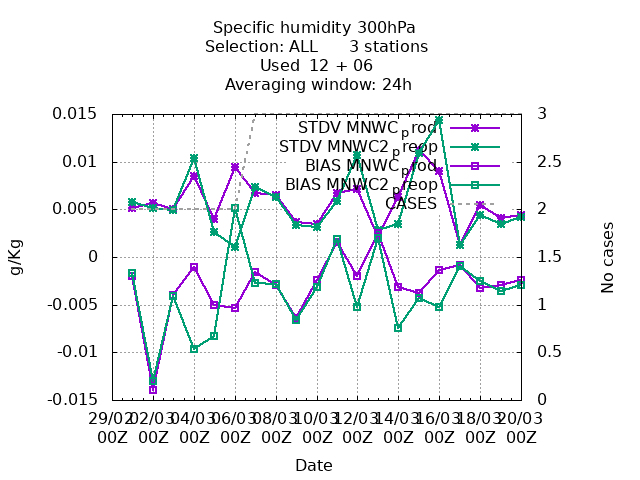 Specific humidity 300hPa
Selection: ALL 3 stations
Used 12 + 06
Averaging window: 24h
0.015
0.01
0.005
0
-0.005
-0.01
-0.015
3
2.5
2
1.5
1
0.5
0
g/Kg
No cases
STDV MNWC_prod
STDV MNWC2_preop
BIAS MNWC_prod
BIAS MNWC2_preop
CASES
29/02 02/03 04/03 06/03 08/03 10/03 12/03 14/03 16/03 18/03 20/03
00Z 00Z 00Z 00Z 00Z 00Z 00Z 00Z 00Z 00Z 00Z
Date